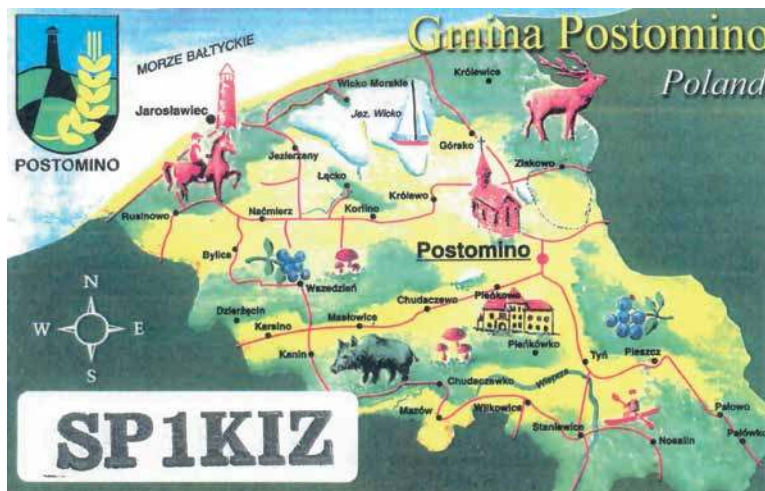 Gmina Postomino
Poland
MORZE BAŁTYCKIE
POSTOMINO
Jarosławiec
Wicko Morskie
Królewice
Jez. Wicko
Jezierzany
Górsko
Złakowo
Łącko
Królewo
Rusinowo
Naćmierz
Korlino
Postomino
Bylica
Wszedzień
Pieńkowo
Dzierżęcin
Karsino
Masłowice
Chudaczewo
Pieńkówko
Kanin
Tyń
Pieszcz
Chudaczewko
Wieprza
Mazów
Wilkowice
Staniewice
Pałowo
Pałówko
Nosalin
N
W
E
S
SP1KIZ